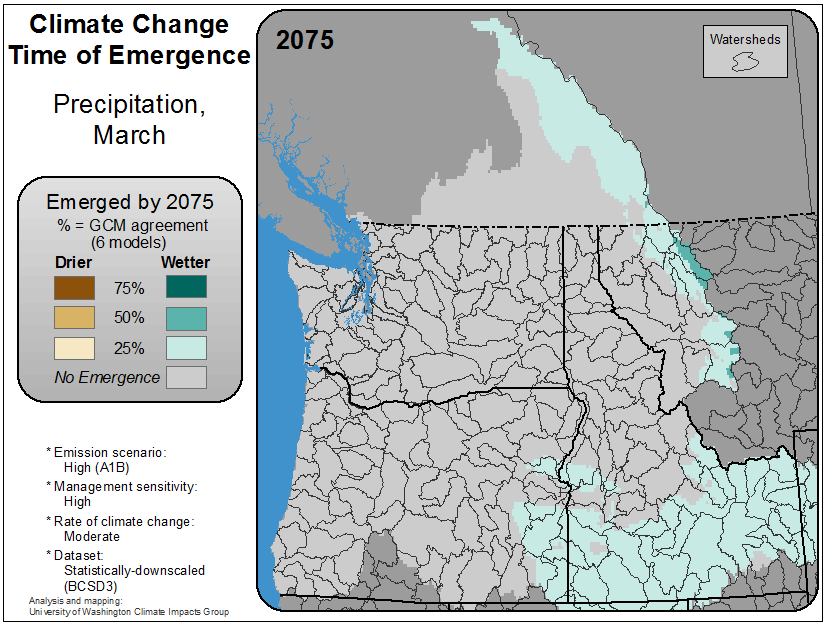 Climate Change
Time of Emergence
Precipitation,
March
Emerged by 2075
% = GCM agreement
(6 models)
Drier Wetter
75%
50%
25%
No Emergence
* Emission scenario:
High (A1B)
* Management sensitivity:
High
* Rate of climate change:
Moderate
* Dataset:
Statistically-downscaled
(BCSD3)
Analysis and mapping:
University of Washington Climate Impacts Group
2075
Watersheds